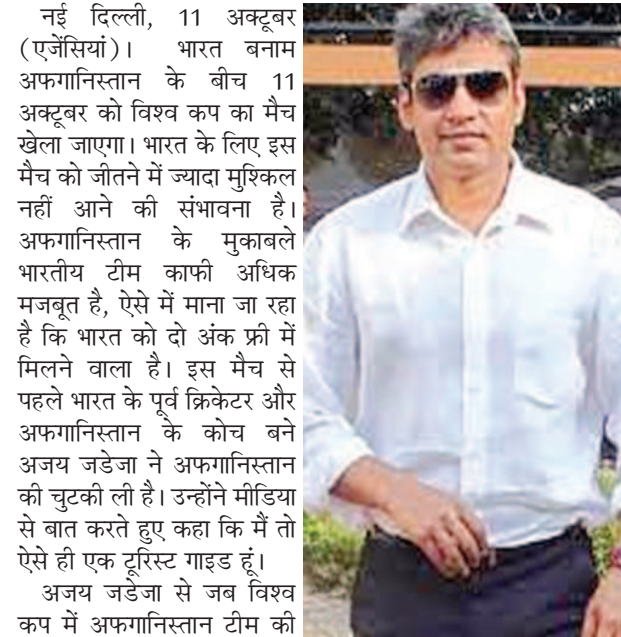 नई दिल्ली, 11 अक्टूबर
(एजेंसियां)। भारत बनाम
अफगानिस्तान के बीच 11
अक्टूबर को विश्व कप का मैच
खेला जाएगा। भारत के लिए इस
मैच को जीतने में ज्यादा मुश्किल
नहीं आने की संभावना है।
अफगानिस्तान के मुकाबले
भारतीय टीम काफी अधिक
मजबूत है, ऐसे में माना जा रहा
है कि भारत को दो अंक फ्री में
मिलने वाला है। इस मैच से
पहले भारत के पूर्व क्रिकेटर और
अफगानिस्तान के कोच बने
अजय जडेजा ने अफगानिस्तान
की चुटकी ली है। उन्होंने मीडिया
से बात करते हुए कहा कि मैं तो
ऐसे ही एक टूरिस्ट गाइड हूं।
अजय जडेजा से जब विश्व
कप में अफगानिस्तान टीम की